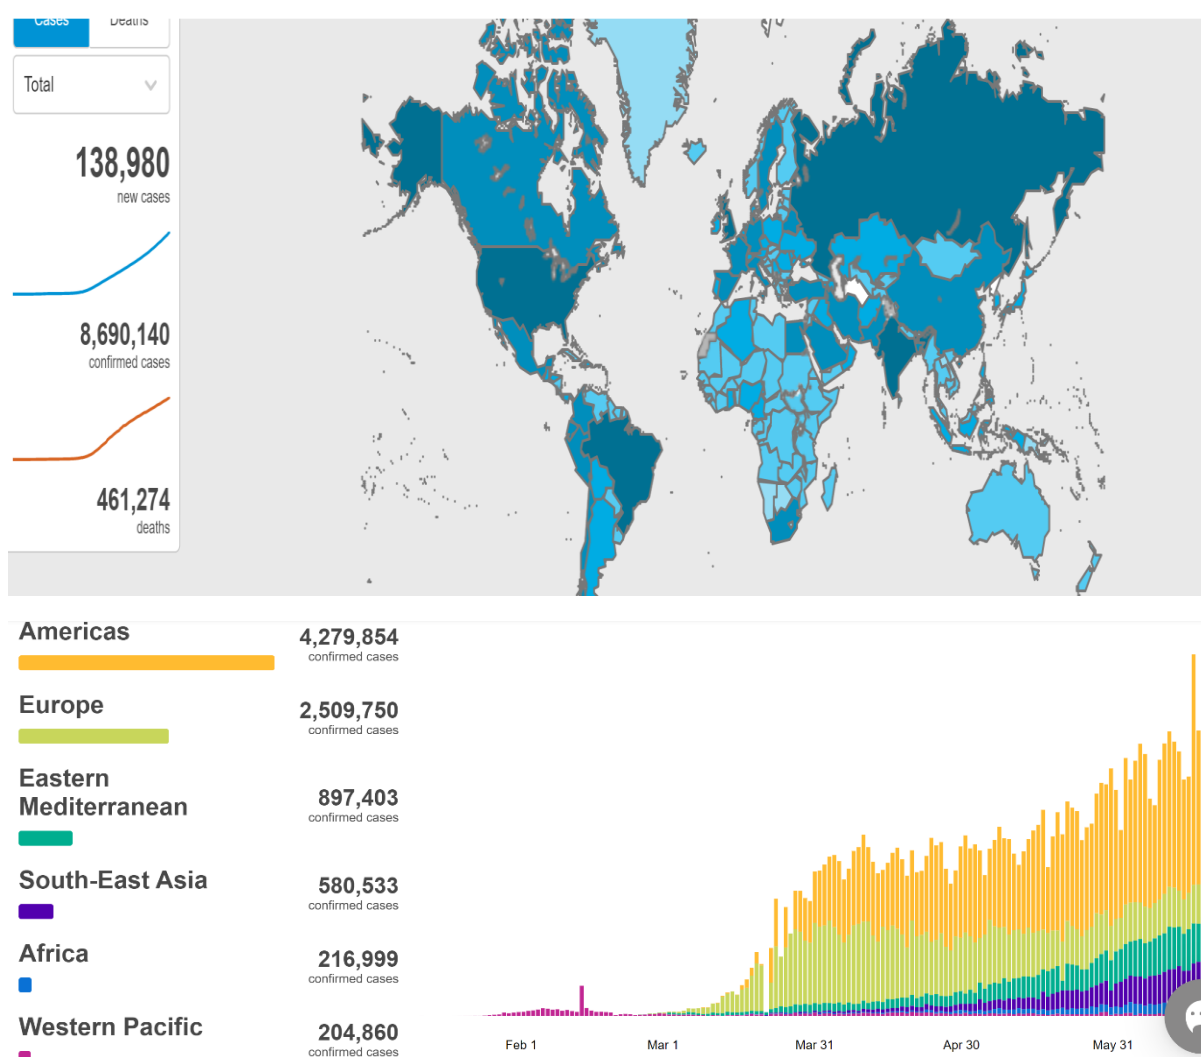 Cases Deaths
Total
138,980
new cases
8,690,140
confirmed cases
461,274
deaths
Americas
4,279,854
confirmed cases
Europe
2,509,750
confirmed cases
Eastern
Mediterranean
897,403
confirmed cases
South-East Asia
580,533
confirmed cases
Africa
216,999
confirmed cases
Western Pacific
204,860
confirmed cases
Feb 1 Mar 1 Mar 31 Apr 30 May 31